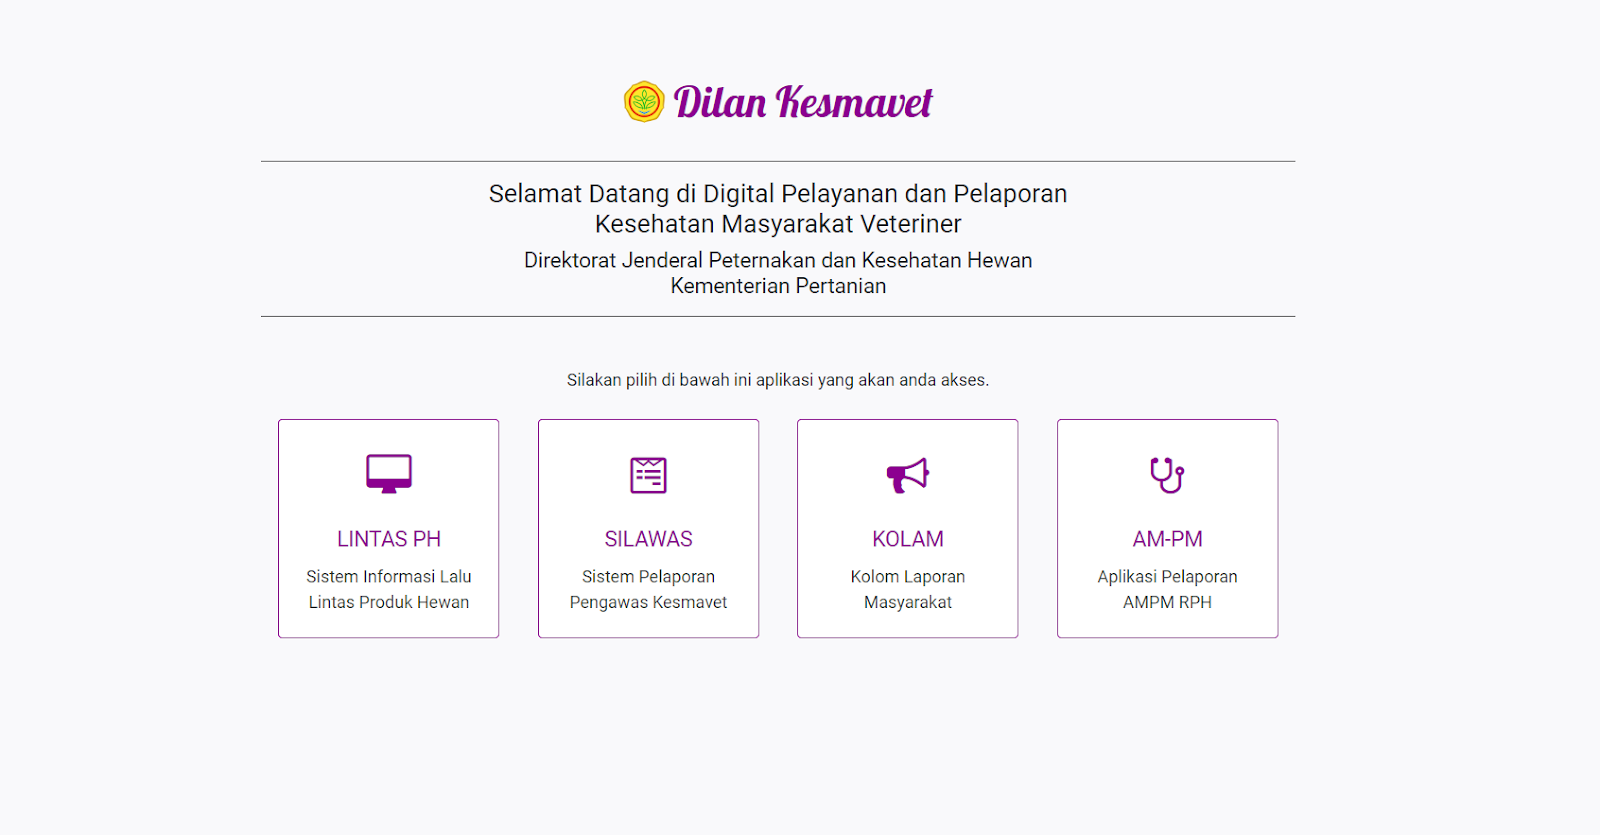 Dilan Kesmavet
Selamat Datang di Digital Pelayanan dan Pelaporan
Kesehatan Masyarakat Veteriner
Direktorat Jenderal Peternakan dan Kesehatan Hewan
Kementerian Pertanian
Silakan pilih di bawah ini aplikasi yang akan anda akses.
LINTAS PH
Sistem Informasi Lalu
Lintas Produk Hewan
SILAWAS
Sistem Pelaporan
Pengawas Kesmavet
KOLAM
Kolom Laporan
Masyarakat
AM-PM
Aplikasi Pelaporan
AMPM RPH